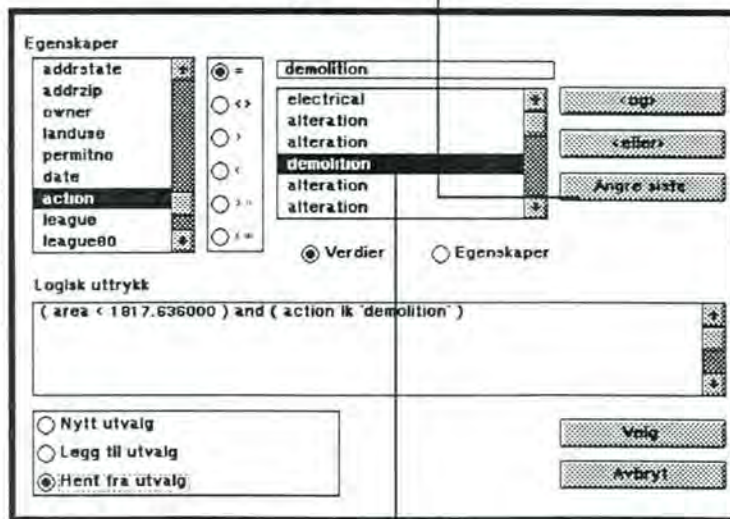 Egenskaper
addrstate
addrzip
owner
landuse
permitno
date
action
league
league80
=
<>
>
<
>=
<=
demolition
electrical
alteration
alteration
demolition
alteration
alteration
Verdier
Egenskaper
<og>
<eller>
Angre siste
Logisk uttrykk
( area < 1817.636000 ) and ( action lk "demolition" )
Nytt utvalg
Legg til utvalg
Hent fra utvalg
Velg
Avbryt